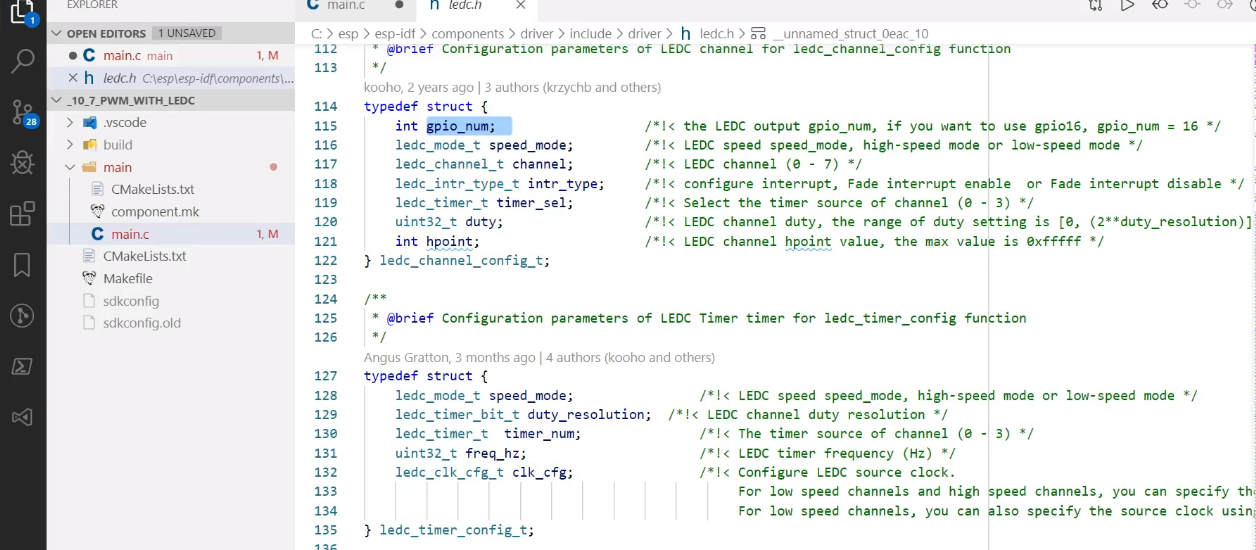 EXPLORER
OPEN EDITORS 1 UNSAVED
main.c main 1, M
ledc.h C:\esp\esp-idf\components\...
_10_7_PWM_WITH_LEDC
.vscode
build
main
CMakeLists.txt
component.mk
main.c 1, M
CMakeLists.txt
Makefile
sdkconfig
sdkconfig.old
1
28
main.c
ledc.h
C: > esp > esp-idf > components > driver > include > driver > h ledc.h > __unnamed_struct_0eac_10
112 * @brief Configuration parameters of LEDC channel for ledc_channel_config function
113 */
kooho, 2 years ago | 3 authors (krzychb and others)
114 typedef struct {
115 int gpio_num; /*!< the LEDC output gpio_num, if you want to use gpio16, gpio_num = 16 */
116 ledc_mode_t speed_mode; /*!< LEDC speed speed_mode, high-speed mode or low-speed mode */
117 ledc_channel_t channel; /*!< LEDC channel (0 - 7) */
118 ledc_intr_type_t intr_type; /*!< configure interrupt, Fade interrupt enable or Fade interrupt disable */
119 ledc_timer_t timer_sel; /*!< Select the timer source of channel (0 - 3) */
120 uint32_t duty; /*!< LEDC channel duty, the range of duty setting is [0, (2**duty_resolution)]
121 int hpoint; /*!< LEDC channel hpoint value, the max value is 0xfffff */
122 } ledc_channel_config_t;
123
124 /**
125 * @brief Configuration parameters of LEDC Timer timer for ledc_timer_config function
126 */
Angus Gratton, 3 months ago | 4 authors (kooho and others)
127 typedef struct {
128 ledc_mode_t speed_mode; /*!< LEDC speed speed_mode, high-speed mode or low-speed mode */
129 ledc_timer_bit_t duty_resolution; /*!< LEDC channel duty resolution */
130 ledc_timer_t timer_num; /*!< The timer source of channel (0 - 3) */
131 uint32_t freq_hz; /*!< LEDC timer frequency (Hz) */
132 ledc_clk_cfg_t clk_cfg; /*!< Configure LEDC source clock.
133 For low speed channels and high speed channels, you can specify th
134 For low speed channels, you can also specify the source clock usin
135 } ledc_timer_config_t;
136